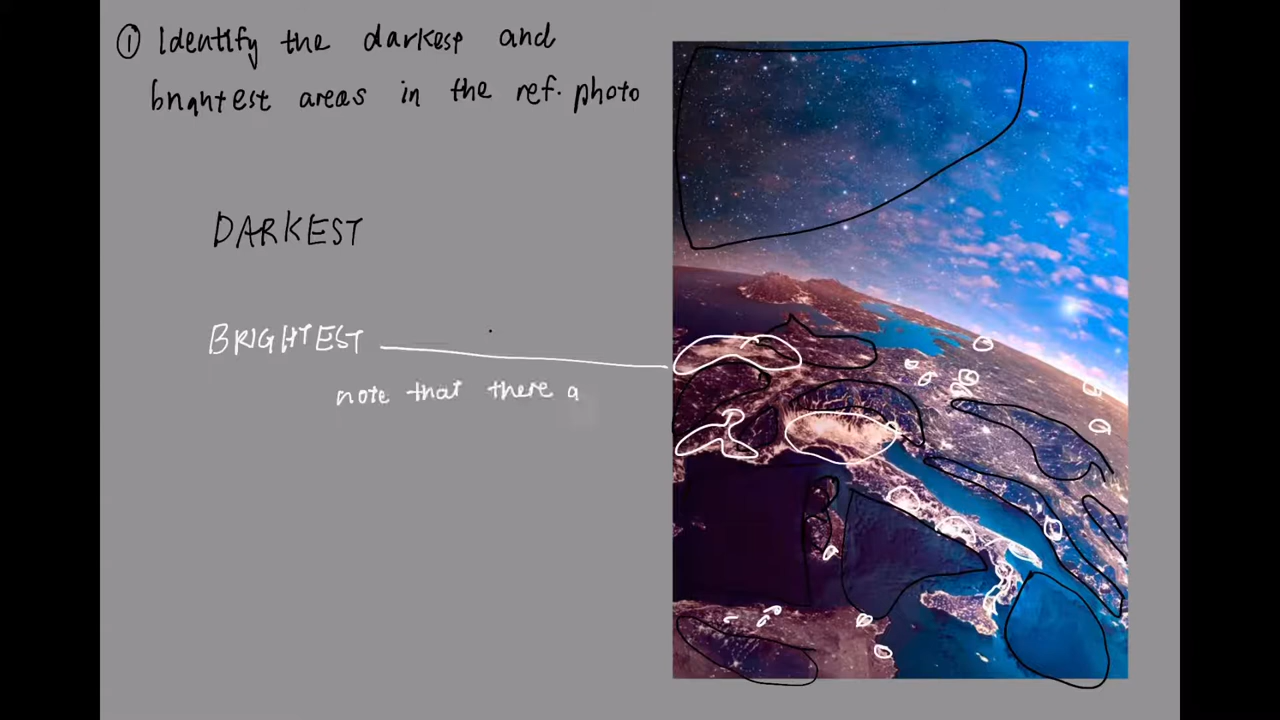 ① Identify the darkest and
brightest areas in the ref. photo
DARKEST
BRIGHTEST
note that there a